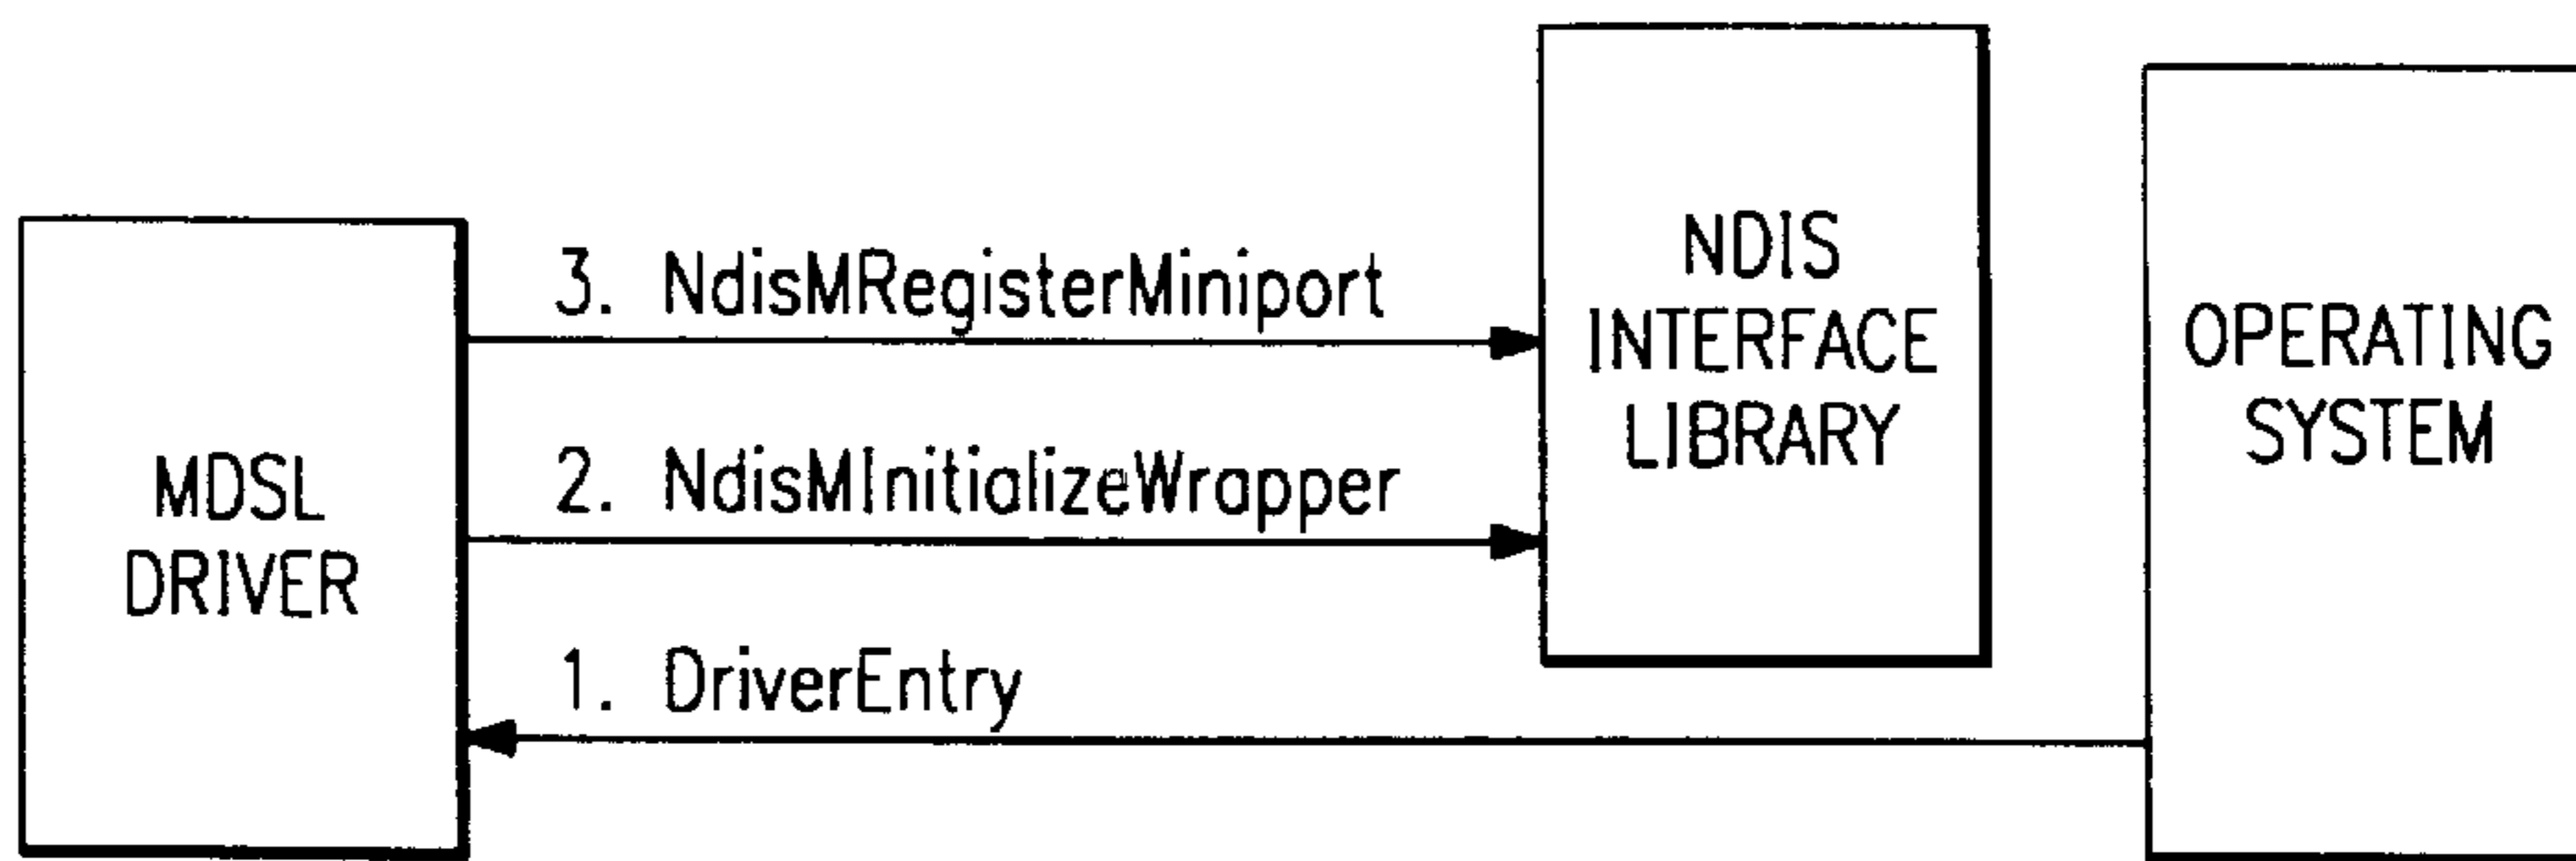 MDSL
DRIVER
3. NdisMRegisterMiniport
2. NdisMInitializeWrapper
1. DriverEntry
NDIS
INTERFACE
LIBRARY
OPERATING
SYSTEM